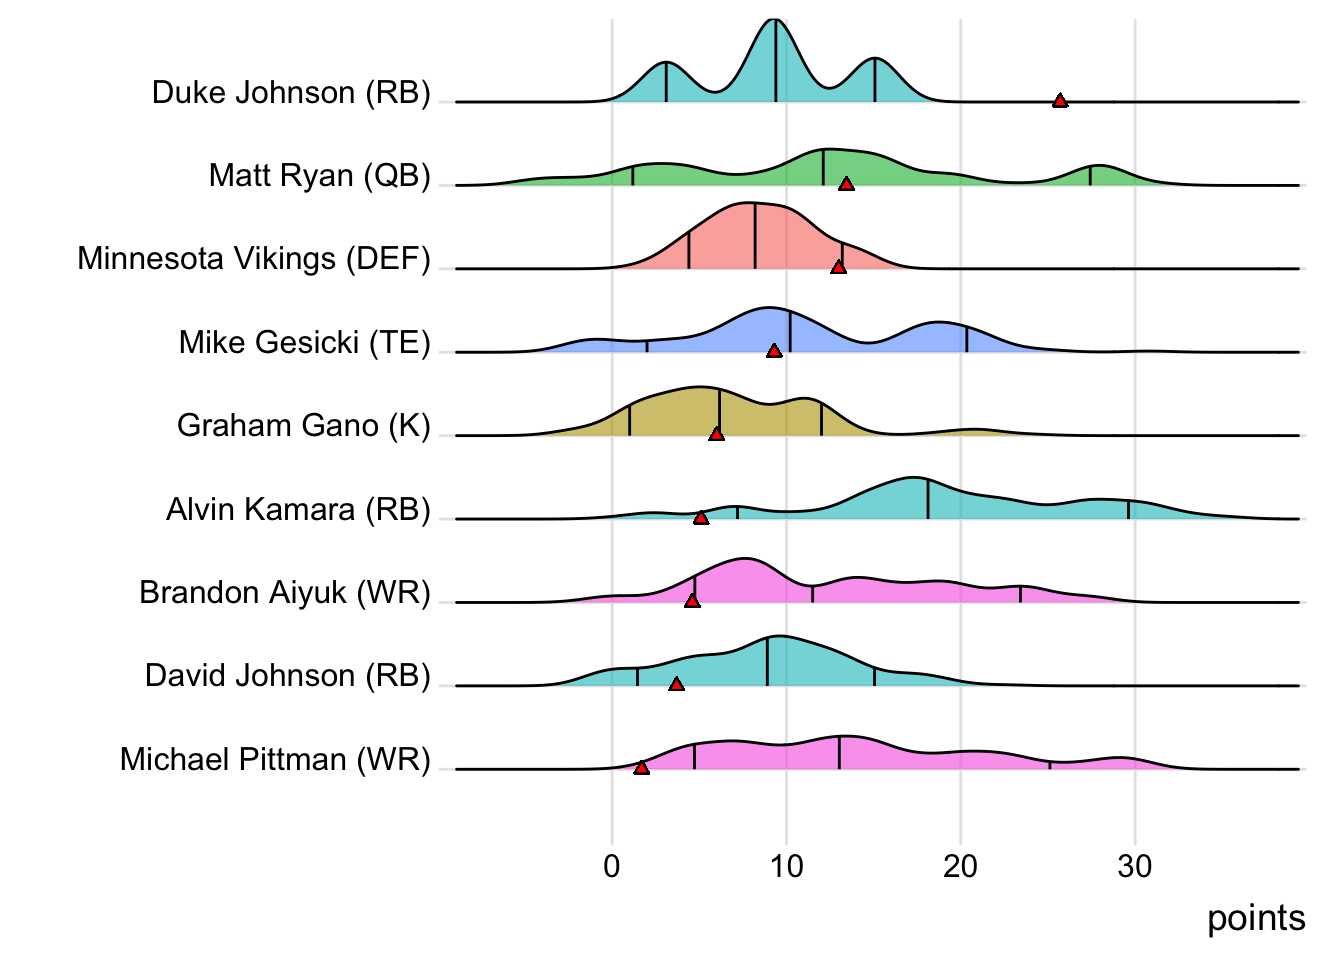 Duke Johnson (RB)
Matt Ryan (QB)
Minnesota Vikings (DEF)
Mike Gesicki (TE)
Graham Gano (K)
Alvin Kamara (RB)
Brandon Aiyuk (WR)
David Johnson (RB)
Michael Pittman (WR)
0 10 20 30
points